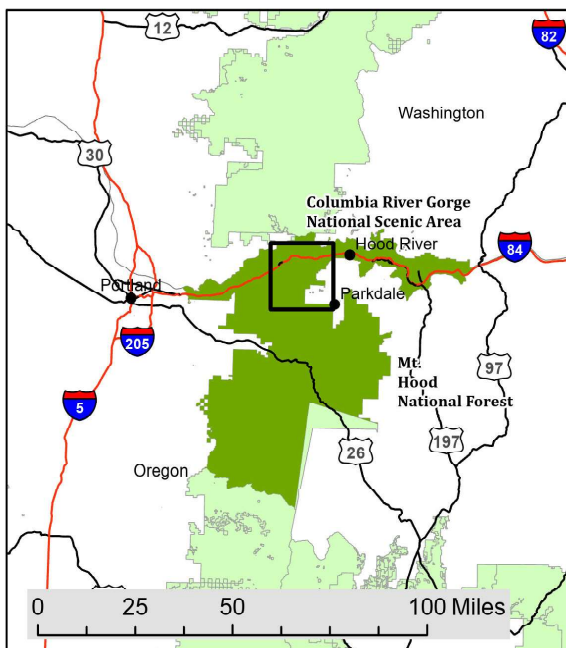 12
82
Washington
30
Columbia River Gorge
National Scenic Area
Hood River
84
Portland
Parkdale
205
Mt.
Hood
National Forest
97
5
197
26
Oregon
0 25 50 100 Miles